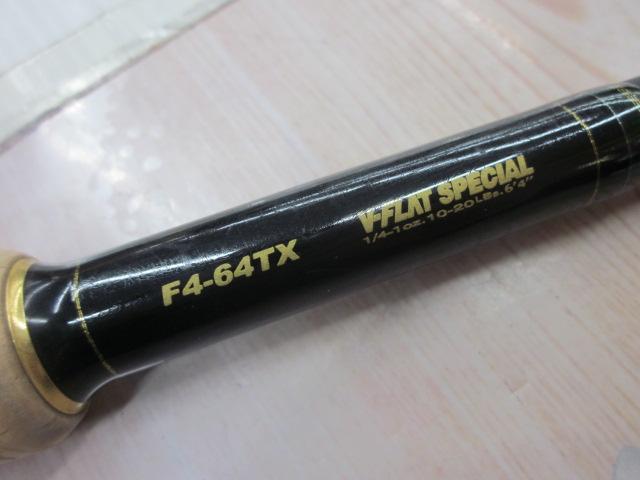 F4-64TX
V-FLAT SPECIAL
1/4-1oz. 10-20LBs. 6'4"